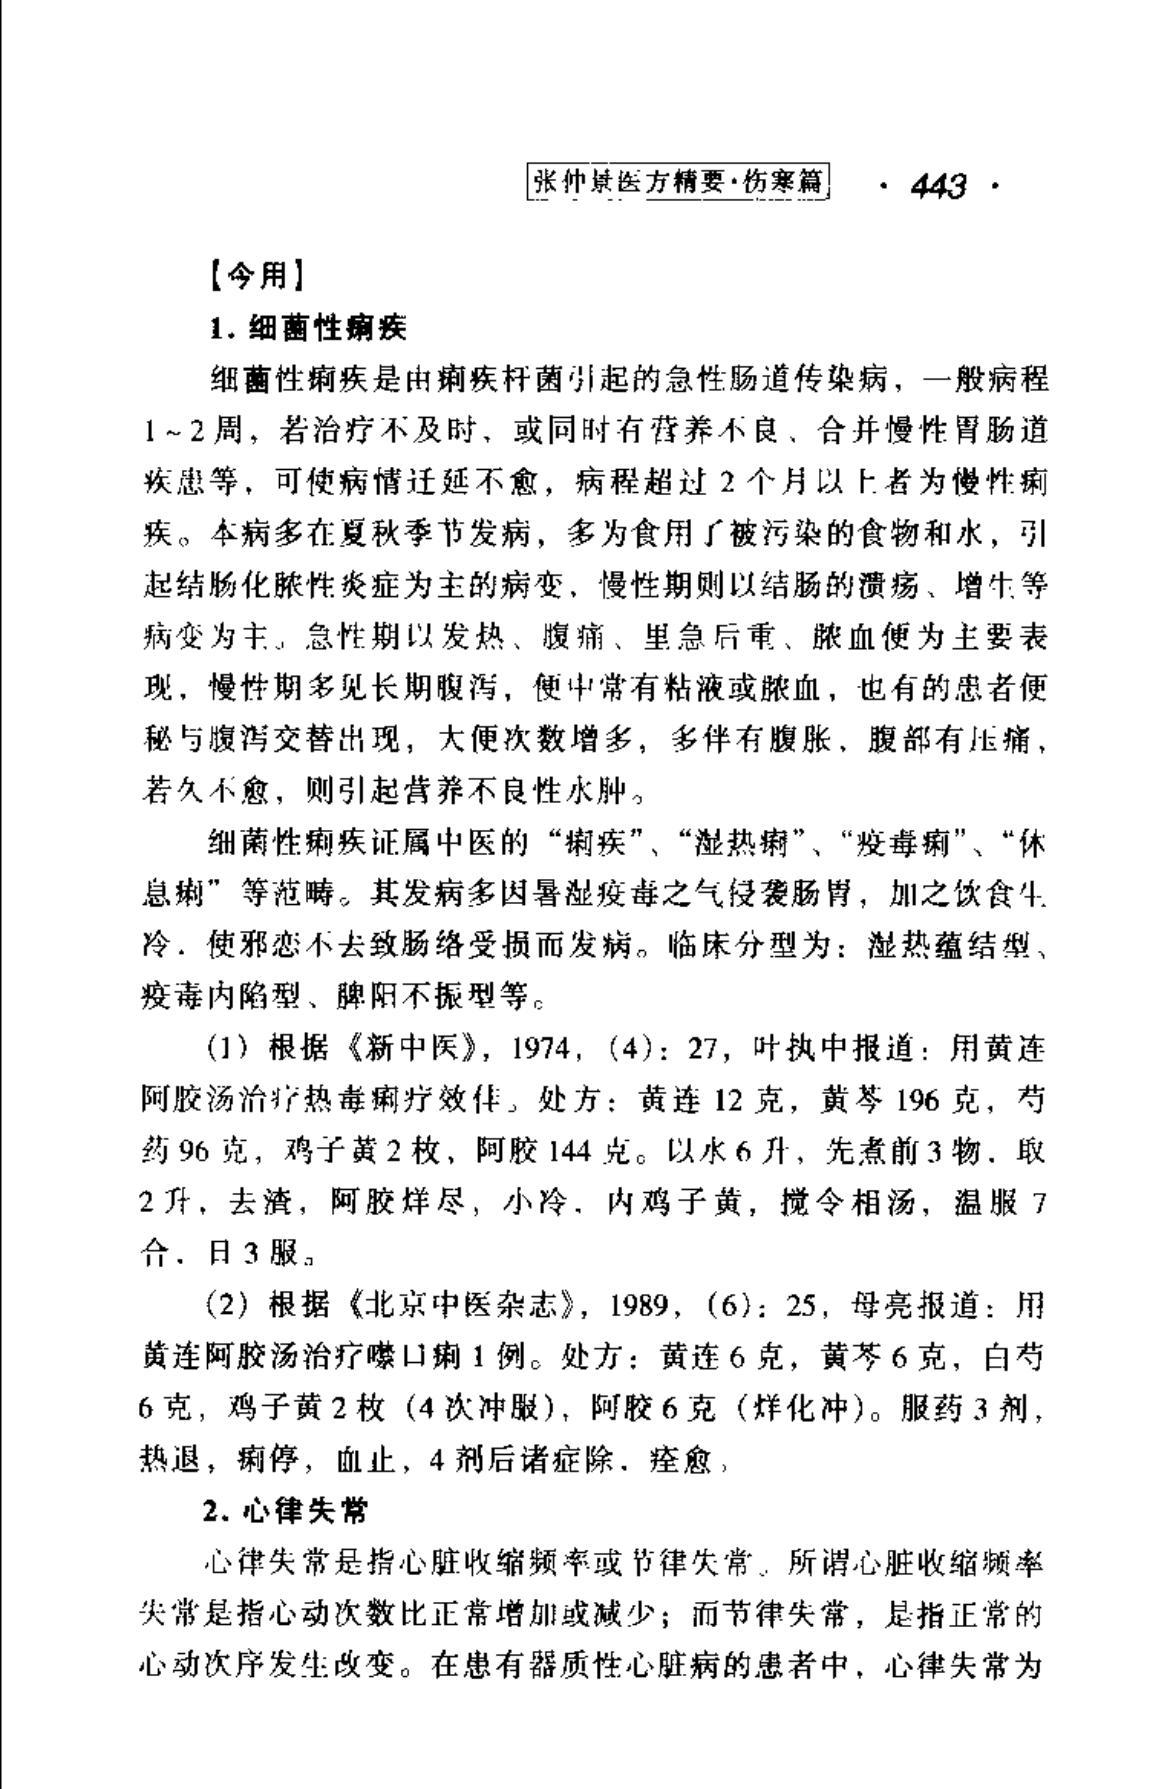 张仲景医方精要·伤寒篇 · 443 ·
【今用】
1. 细菌性痢疾
细菌性痢疾是由痢疾杆菌引起的急性肠道传染病，一般病程
1~2周，若治疗不及时、或同时有营养不良、合并慢性胃肠道
疾患等，可使病情迁延不愈，病程超过2个月以上者为慢性痢
疾。本病多在夏秋季节发病，多为食用了被污染的食物和水，引
起结肠化脓性炎症为主的病变，慢性期则以结肠的溃疡、增生等
病变为主。急性期以发热、腹痛、里急后重、脓血便为主要表
现，慢性期多见长期腹泻，便中常有粘液或脓血，也有的患者便
秘与腹泻交替出现，大便次数增多，多伴有腹胀，腹部有压痛，
若久不愈，则引起营养不良性水肿。
细菌性痢疾证属中医的“痢疾”、“湿热痢”、“疫毒痢”、“休
息痢”等范畴。其发病多因暑湿疫毒之气侵袭肠胃，加之饮食生
冷．使邪恋不去致肠络受损而发病。临床分型为：湿热蕴结型、
疫毒内陷型、脾阳不振型等。
(1) 根据《新中医》，1974，(4)：27，叶执中报道：用黄连
阿胶汤治疗热毒痢疗效佳。处方：黄连12克，黄芩196克，芍
药96克，鸡子黄2枚，阿胶144克。以水6升，先煮前3物．取
2升，去渣，阿胶烊尽，小冷．内鸡子黄，搅令相汤，温服7
合．日3服。
(2) 根据《北京中医杂志》，1989，(6)：25，母亮报道：用
黄连阿胶汤治疗噤口痢1例。处方：黄连6克，黄芩6克，白芍
6克，鸡子黄2枚（4次冲服），阿胶6克（烊化冲）。服药3剂，
热退，痢停，血止，4剂后诸症除．痊愈。
2. 心律失常
心律失常是指心脏收缩频率或节律失常。所谓心脏收缩频率
失常是指心动次数比正常增加或减少；而节律失常，是指正常的
心动次序发生改变。在患有器质性心脏病的患者中，心律失常为